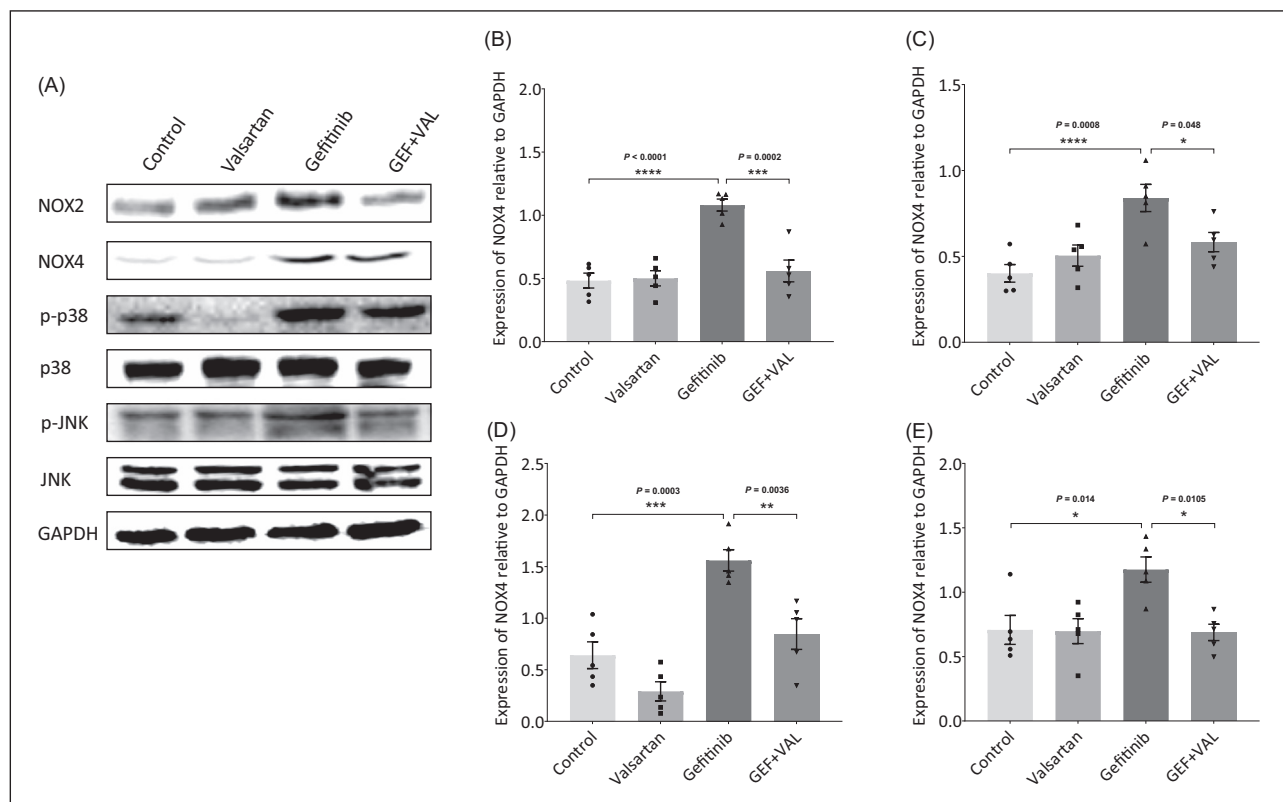 (A)
Control
Valsartan
Gefitinib
GEF+VAL
NOX2
NOX4
p-p38
p38
p-JNK
JNK
GAPDH
(B)
Expression of NOX4 relative to GAPDH
2.0
1.5
1.0
0.5
0.0
P < 0.0001
****
P = 0.0002
***
Control
Valsartan
Gefitinib
GEF+VAL
(C)
Expression of NOX4 relative to GAPDH
1.5
1.0
0.5
0.0
P = 0.0008
****
P = 0.048
*
Control
Valsartan
Gefitinib
GEF+VAL
(D)
Expression of NOX4 relative to GAPDH
2.5
2.0
1.5
1.0
0.5
0.0
P = 0.0003
***
P = 0.0036
**
Control
Valsartan
Gefitinib
GEF+VAL
(E)
Expression of NOX4 relative to GAPDH
2.0
1.5
1.0
0.5
0.0
P = 0.014
*
P = 0.0105
*
Control
Valsartan
Gefitinib
GEF+VAL